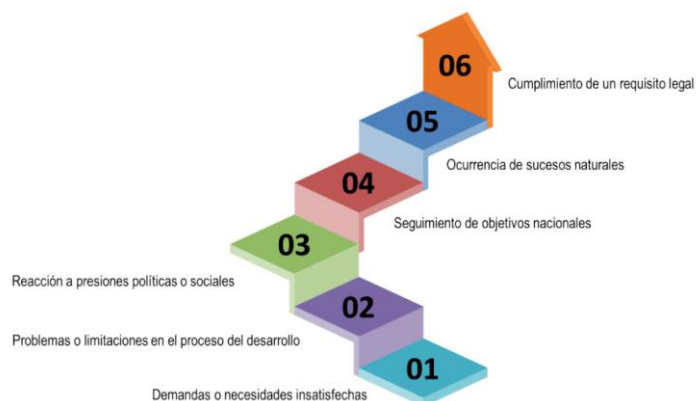 06
Cumplimiento de un requisito legal
05
Ocurrencia de sucesos naturales
04
Seguimiento de objetivos nacionales
03
Reacción a presiones políticas o sociales
02
Problemas o limitaciones en el proceso del desarrollo
01
Demandas o necesidades insatisfechas